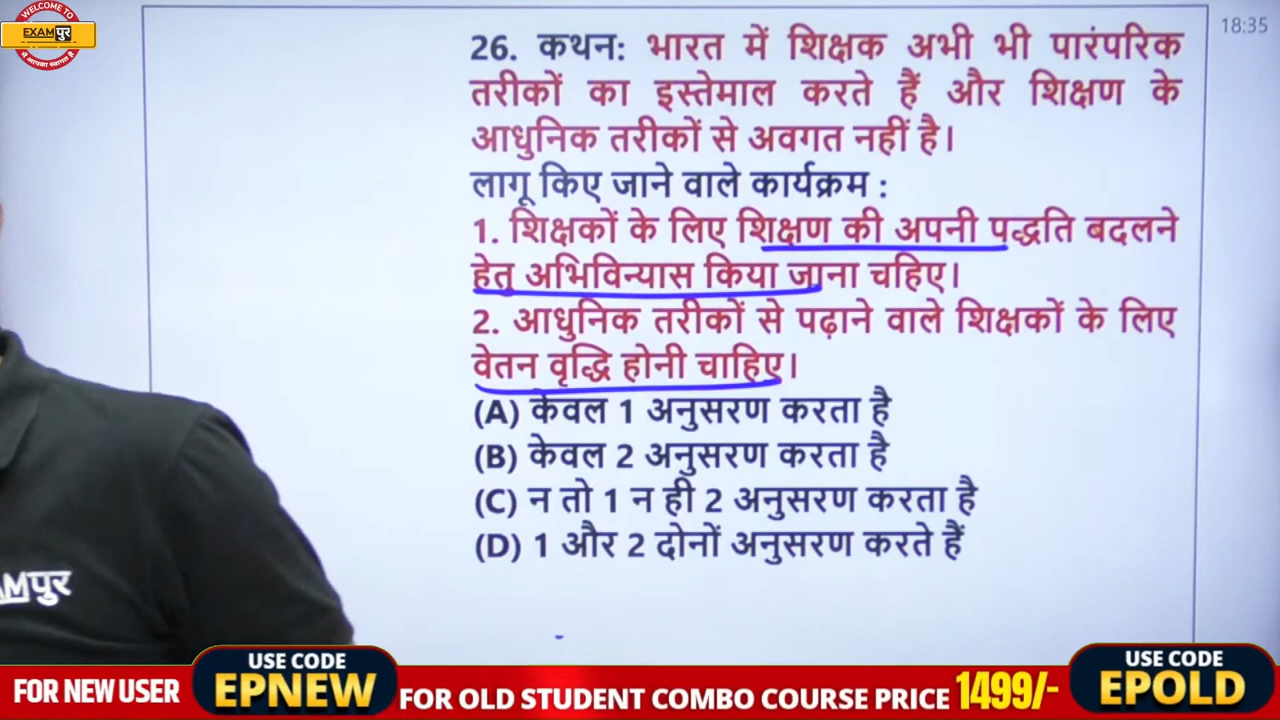 WELCOME TO
EXAMपुर
में आपका स्वागत है
18:35
26. कथन: भारत में शिक्षक अभी भी पारंपरिक
तरीकों का इस्तेमाल करते हैं और शिक्षण के
आधुनिक तरीकों से अवगत नहीं है।
लागू किए जाने वाले कार्यक्रम :
1. शिक्षकों के लिए शिक्षण की अपनी पद्धति बदलने
हेतु अभिविन्यास किया जाना चहिए।
2. आधुनिक तरीकों से पढ़ाने वाले शिक्षकों के लिए
वेतन वृद्धि होनी चाहिए।
(A) केवल 1 अनुसरण करता है
(B) केवल 2 अनुसरण करता है
(C) न तो 1 न ही 2 अनुसरण करता है
(D) 1 और 2 दोनों अनुसरण करते हैं
AMपुर
FOR NEW USER
USE CODE
EPNEW
FOR OLD STUDENT COMBO COURSE PRICE 1499/-
USE CODE
EPOLD